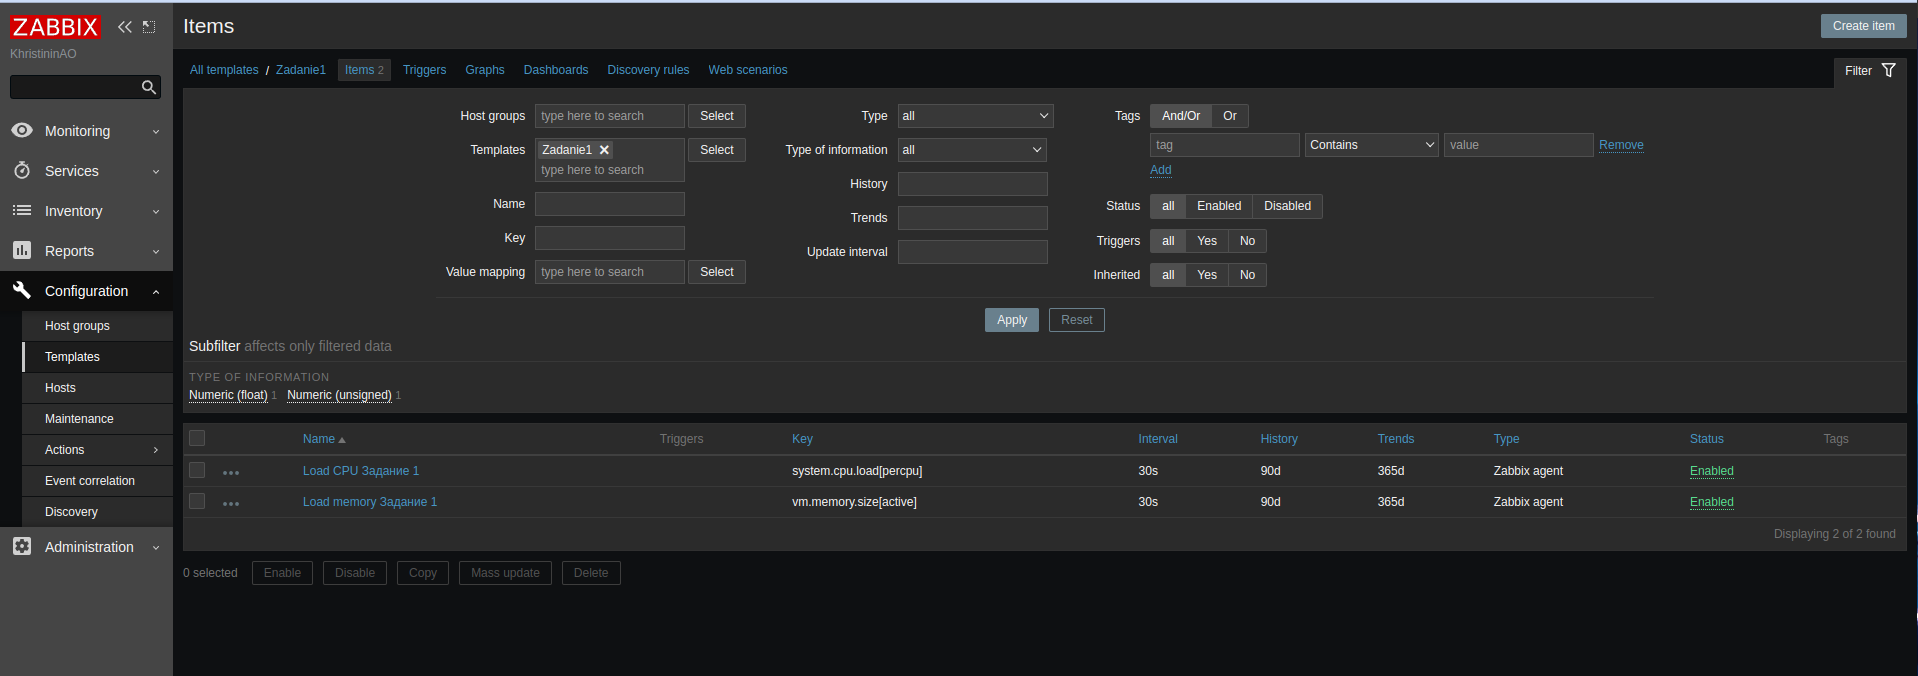 ZABBIX
KhristininAO
Monitoring
Services
Inventory
Reports
Configuration
Host groups
Templates
Hosts
Maintenance
Actions
Event correlation
Discovery
Administration
Items
Create item
All templates / Zadanie1 Items 2 Triggers Graphs Dashboards Discovery rules Web scenarios
Filter
Host groups type here to search Select
Templates Zadanie1 Select
type here to search
Name
Key
Value mapping type here to search Select
Type all
Type of information all
History
Trends
Update interval
Tags And/Or Or
tag Contains value Remove
Add
Status all Enabled Disabled
Triggers all Yes No
Inherited all Yes No
Apply Reset
Subfilter affects only filtered data
TYPE OF INFORMATION
Numeric (float) 1 Numeric (unsigned) 1
Name Triggers Key Interval History Trends Type Status Tags
Load CPU Задание 1 system.cpu.load[percpu] 30s 90d 365d Zabbix agent Enabled
Load memory Задание 1 vm.memory.size[active] 30s 90d 365d Zabbix agent Enabled
Displaying 2 of 2 found
0 selected Enable Disable Copy Mass update Delete